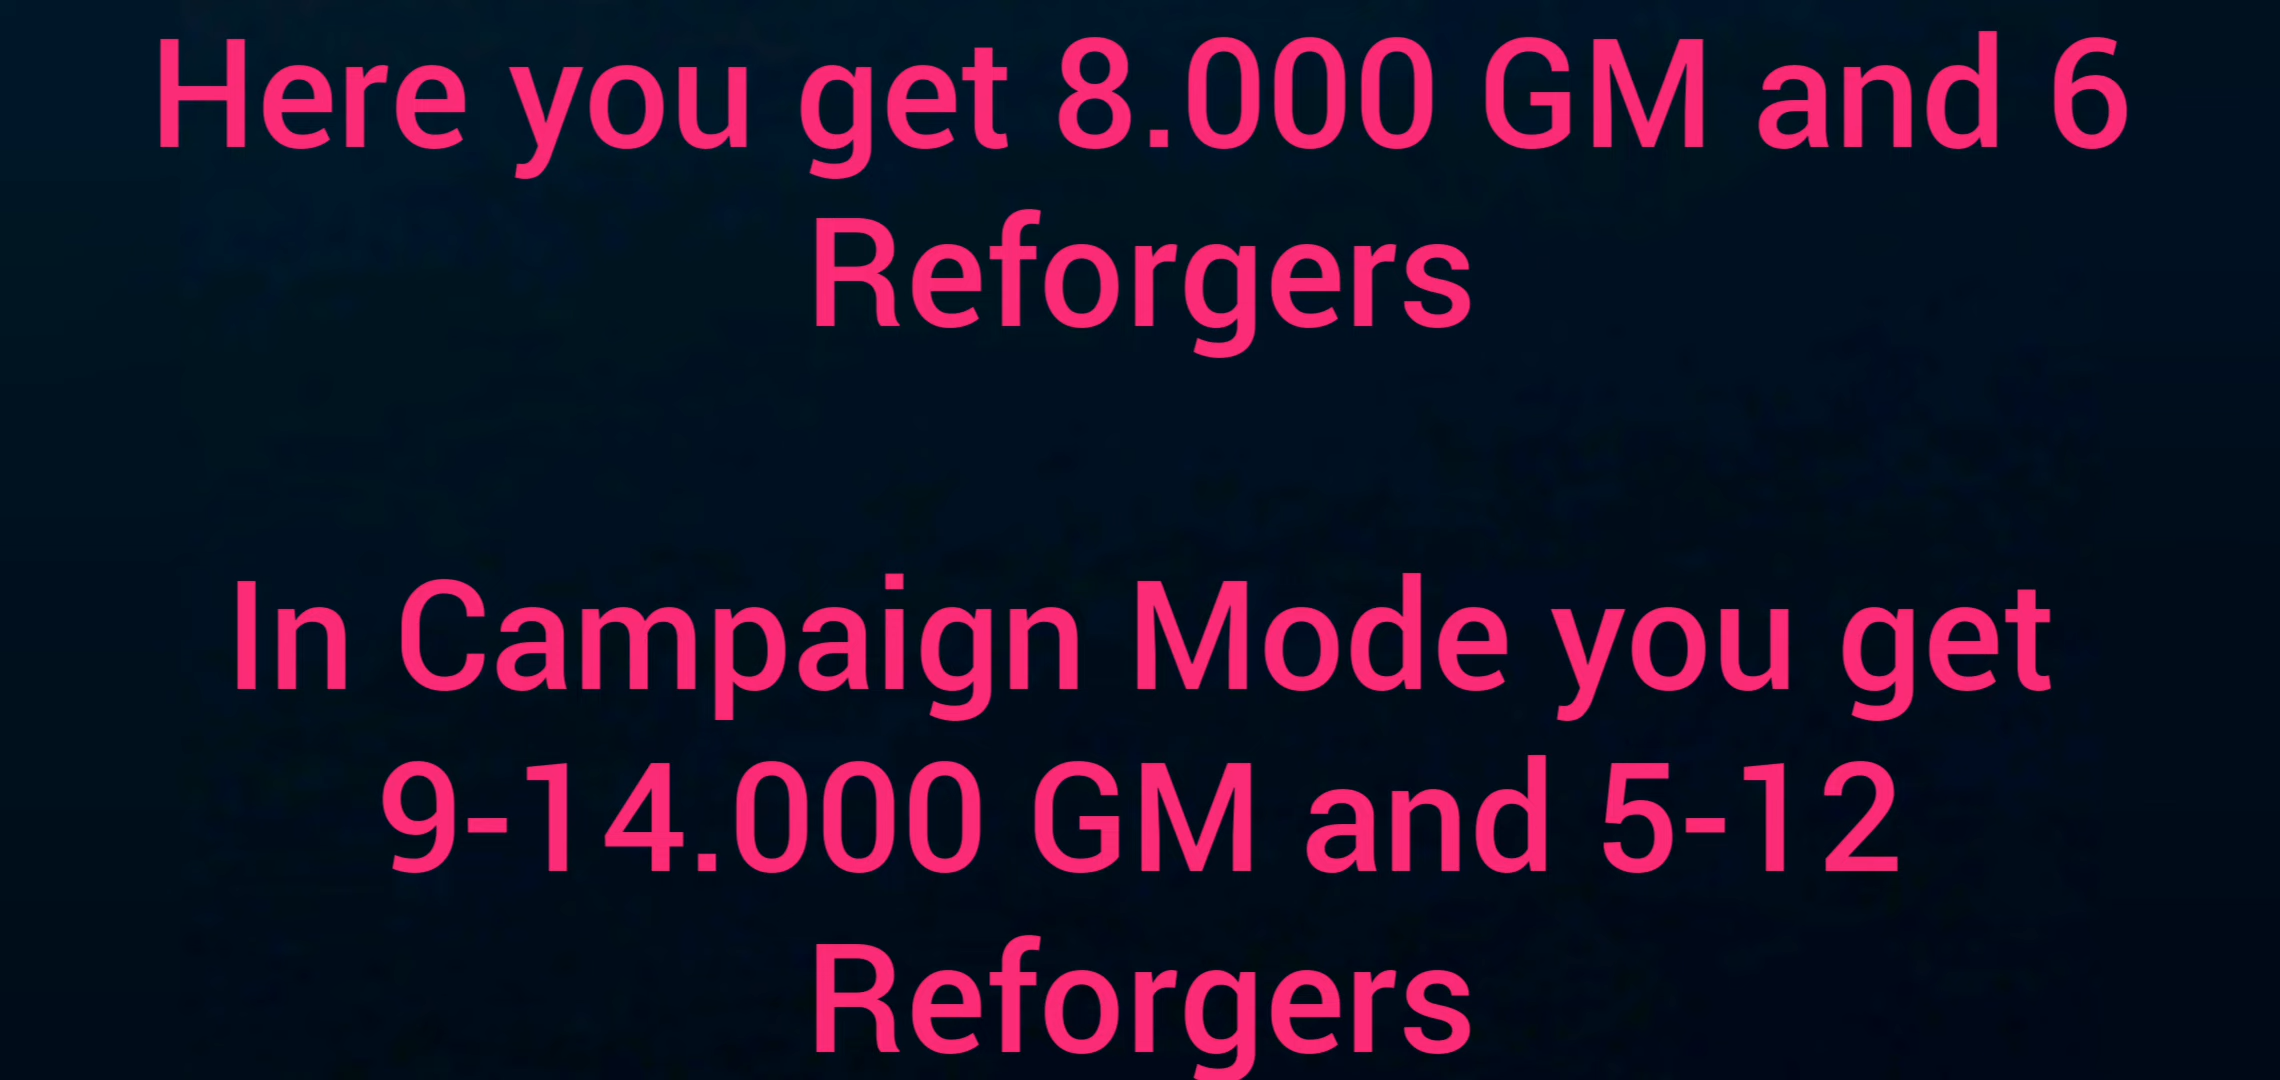 Here you get 8.000 GM and 6
Reforgers
In Campaign Mode you get
9-14.000 GM and 5-12
Reforgers